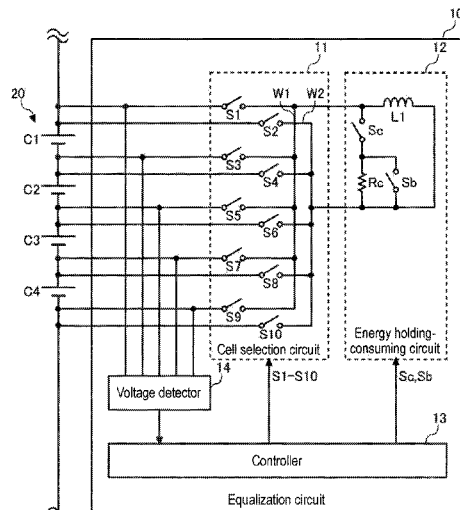 10
11
12
20
W1
W2
S1
S2
L1
C1
Sc
S3
S4
Rc
Sb
C2
S5
S6
C3
S7
S8
C4
S9
S10
Cell selection circuit
Energy holding-
consuming circuit
14
Voltage detector
S1-S10
Sc,Sb
13
Controller
Equalization circuit